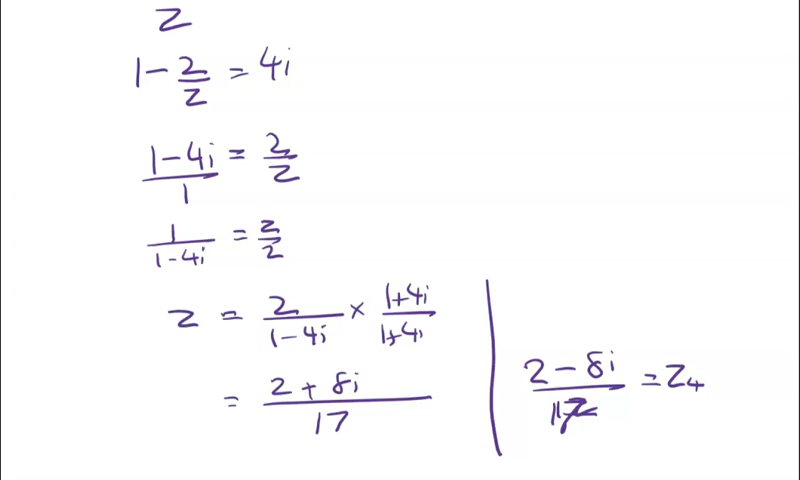 z
1 - 2/z = 4i
(1 - 4i)/1 = 2/z
1/(1 - 4i) = z/2
z = 2/(1 - 4i) × (1+4i)/(1+4i)
= (2 + 8i)/17
(2 - 8i)/17 = z₄